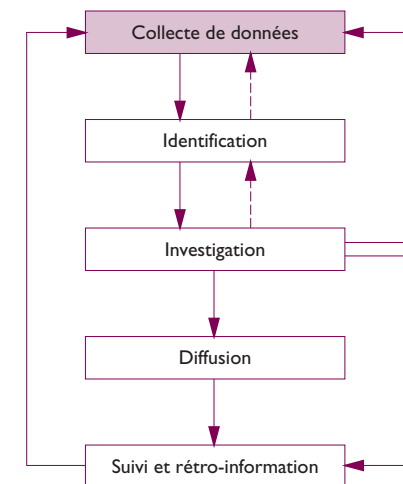 Collecte de données
Identification
Investigation
Diffusion
Suivi et rétro-information